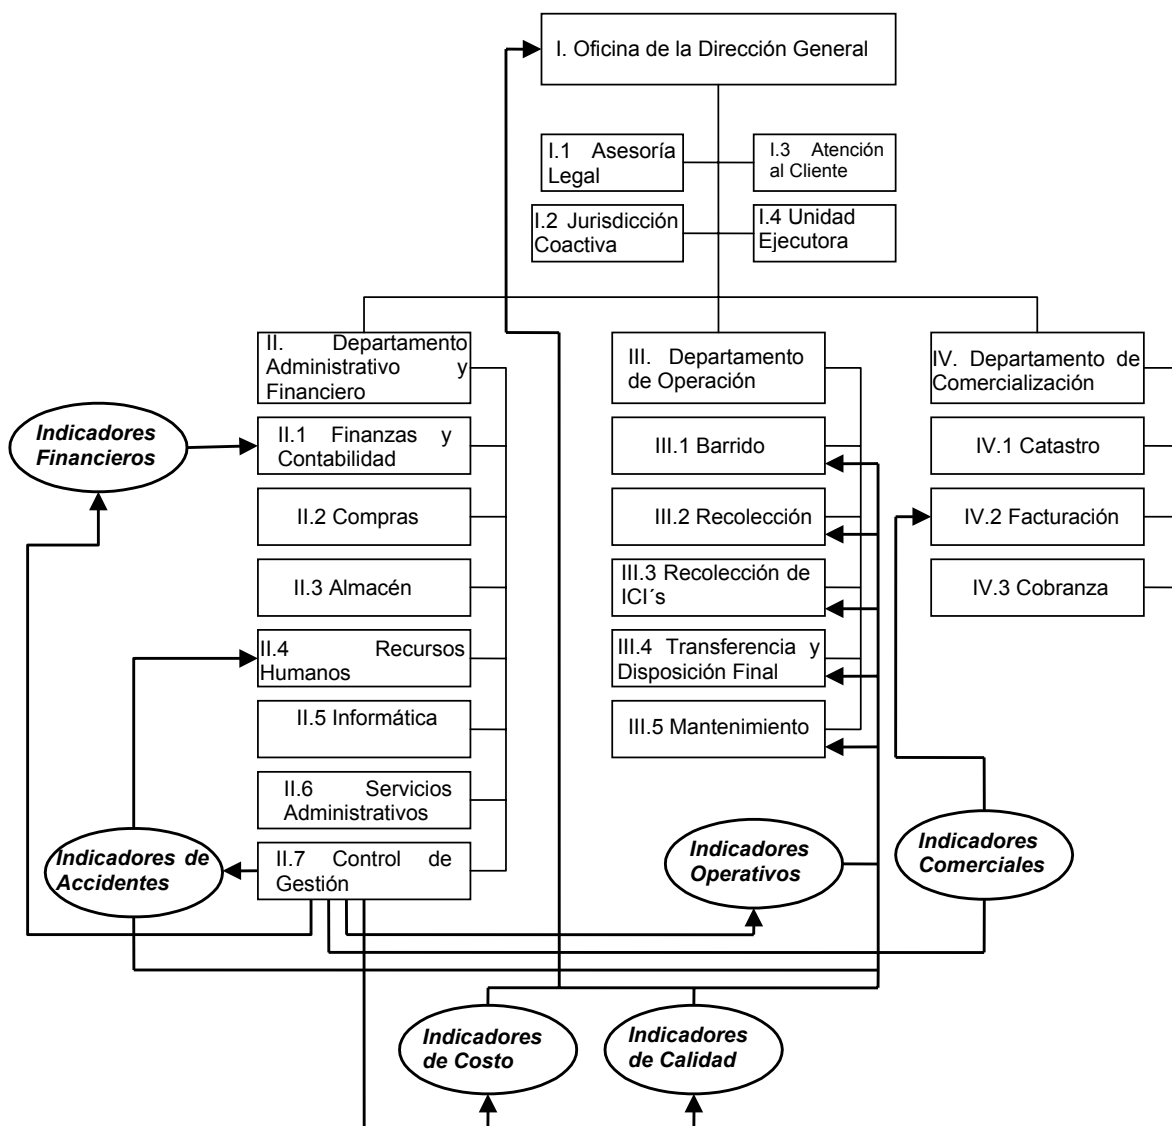 I. Oficina de la Dirección General
I.1 Asesoría
Legal
I.3 Atención
al Cliente
I.2 Jurisdicción
Coactiva
I.4 Unidad
Ejecutora
II. Departamento
Administrativo y
Financiero
III. Departamento
de Operación
IV. Departamento de
Comercialización
Indicadores
Financieros
II.1 Finanzas y
Contabilidad
III.1 Barrido
IV.1 Catastro
II.2 Compras
III.2 Recolección
IV.2 Facturación
II.3 Almacén
III.3 Recolección de
ICI´s
IV.3 Cobranza
II.4 Recursos
Humanos
III.4 Transferencia y
Disposición Final
II.5 Informática
III.5 Mantenimiento
II.6 Servicios
Administrativos
Indicadores de
Accidentes
II.7 Control de
Gestión
Indicadores
Operativos
Indicadores
Comerciales
Indicadores
de Costo
Indicadores
de Calidad